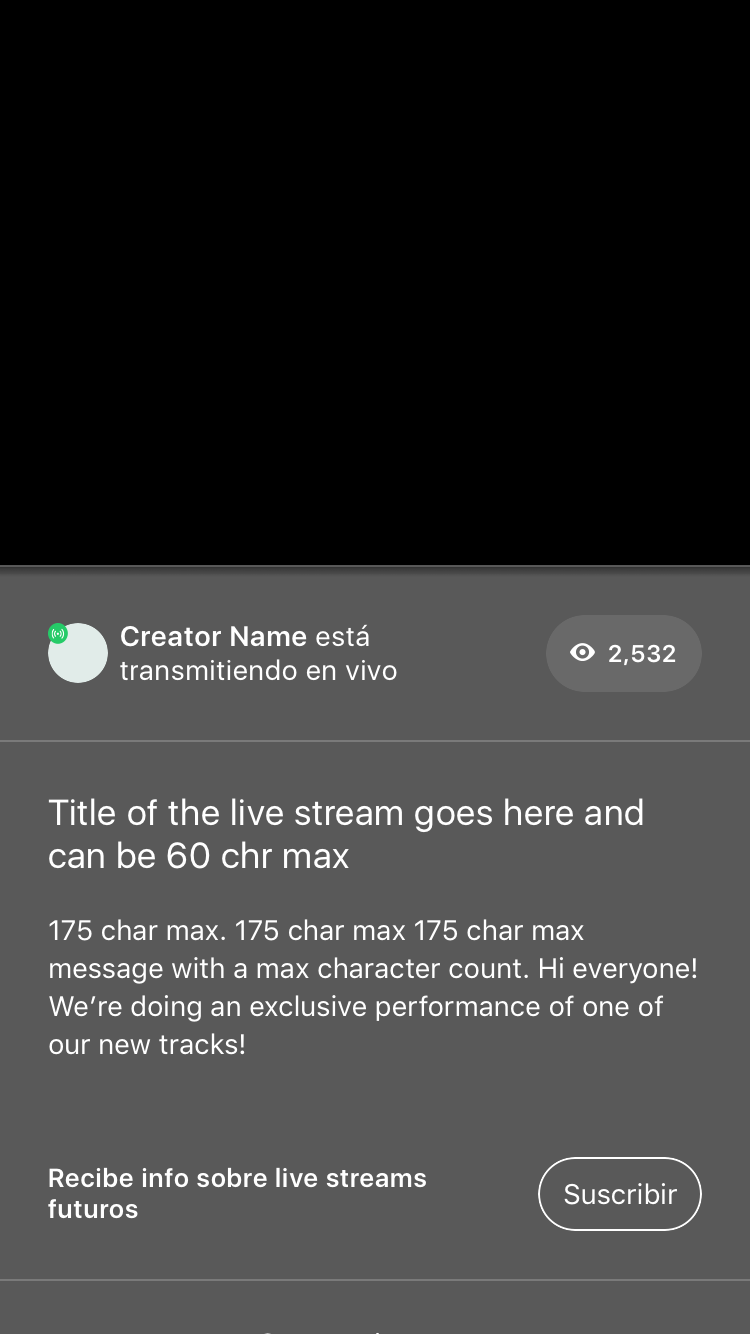 Creator Name está
transmitiendo en vivo
2,532
Title of the live stream goes here and
can be 60 chr max
175 char max. 175 char max 175 char max
message with a max character count. Hi everyone!
We’re doing an exclusive performance of one of
our new tracks!
Recibe info sobre live streams
futuros
Suscribir